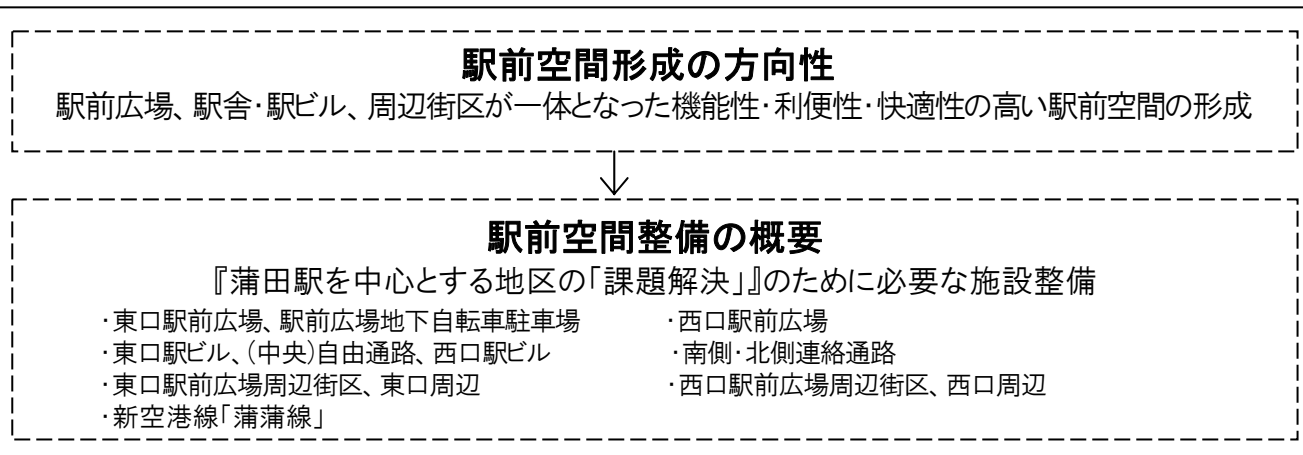 駅前空間形成の方向性
駅前広場、駅舎・駅ビル、周辺街区が一体となった機能性・利便性・快適性の高い駅前空間の形成
駅前空間整備の概要
『蒲田駅を中心とする地区の「課題解決」』のために必要な施設整備
・東口駅前広場、駅前広場地下自転車駐車場 ・西口駅前広場
・東口駅ビル、(中央)自由通路、西口駅ビル ・南側・北側連絡通路
・東口駅前広場周辺街区、東口周辺 ・西口駅前広場周辺街区、西口周辺
・新空港線「蒲蒲線」